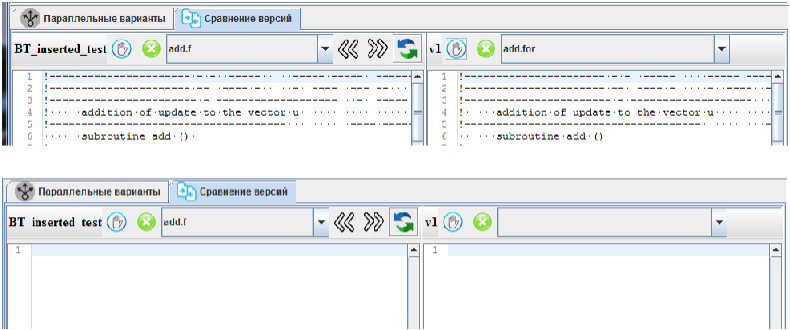 Параллельные варианты Сравнение версий
BT_inserted_test add.f v1 add.for
1 1
2 2
3 3
4 ! addition of update to the vector u 4 ! addition of update to the vector u
5 5
6 subroutine add () 6 subroutine add ()
Параллельные варианты Сравнение версий
BT_inserted_test add.f v1
1 1